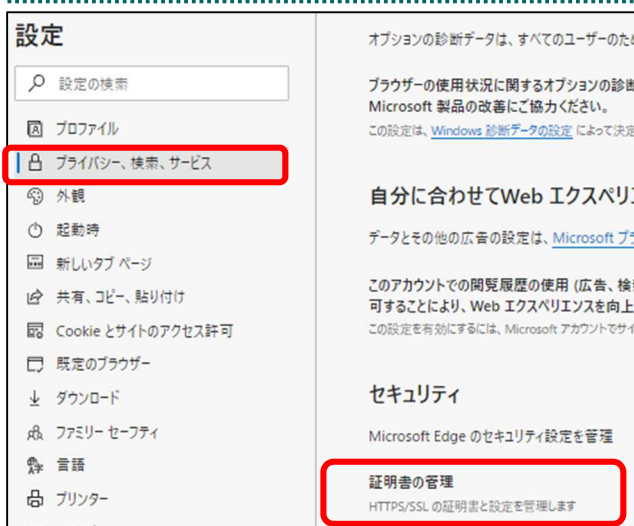 設定
設定の検索
プロファイル
プライバシー、検索、サービス
外観
起動時
新しいタブ ページ
共有、コピー、貼り付け
Cookie とサイトのアクセス許可
既定のブラウザー
ダウンロード
ファミリー セーフティ
言語
プリンター
オプションの診断データは、すべてのユーザーのため
ブラウザーの使用状況に関するオプションの診断
Microsoft 製品の改善にご協力ください。
この設定は、Windows 診断データの設定 によって決定
自分に合わせてWeb エクスペリ
データとその他の広告の設定は、Microsoft プラ
このアカウントでの閲覧履歴の使用 (広告、検
可することにより、Web エクスペリエンスを向上
この設定を有効にするには、Microsoft アカウントでサイ
セキュリティ
Microsoft Edge のセキュリティ設定を管理
証明書の管理
HTTPS/SSL の証明書と設定を管理します